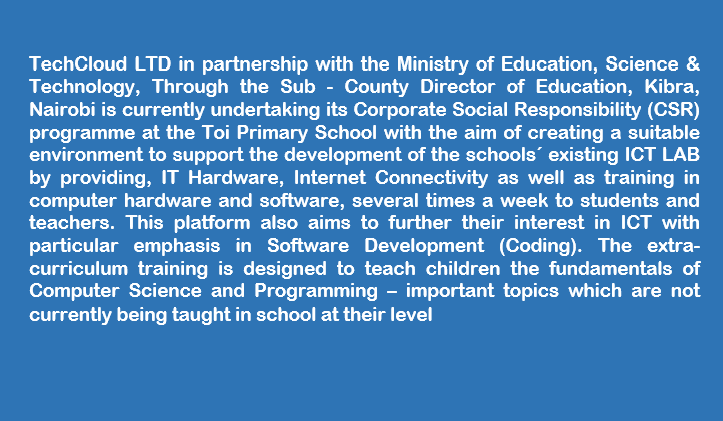 TechCloud LTD in partnership with the Ministry of Education, Science &
Technology, Through the Sub - County Director of Education, Kibra,
Nairobi is currently undertaking its Corporate Social Responsibility (CSR)
programme at the Toi Primary School with the aim of creating a suitable
environment to support the development of the schools´ existing ICT LAB
by providing, IT Hardware, Internet Connectivity as well as training in
computer hardware and software, several times a week to students and
teachers. This platform also aims to further their interest in ICT with
particular emphasis in Software Development (Coding). The extra-
curriculum training is designed to teach children the fundamentals of
Computer Science and Programming – important topics which are not
currently being taught in school at their level